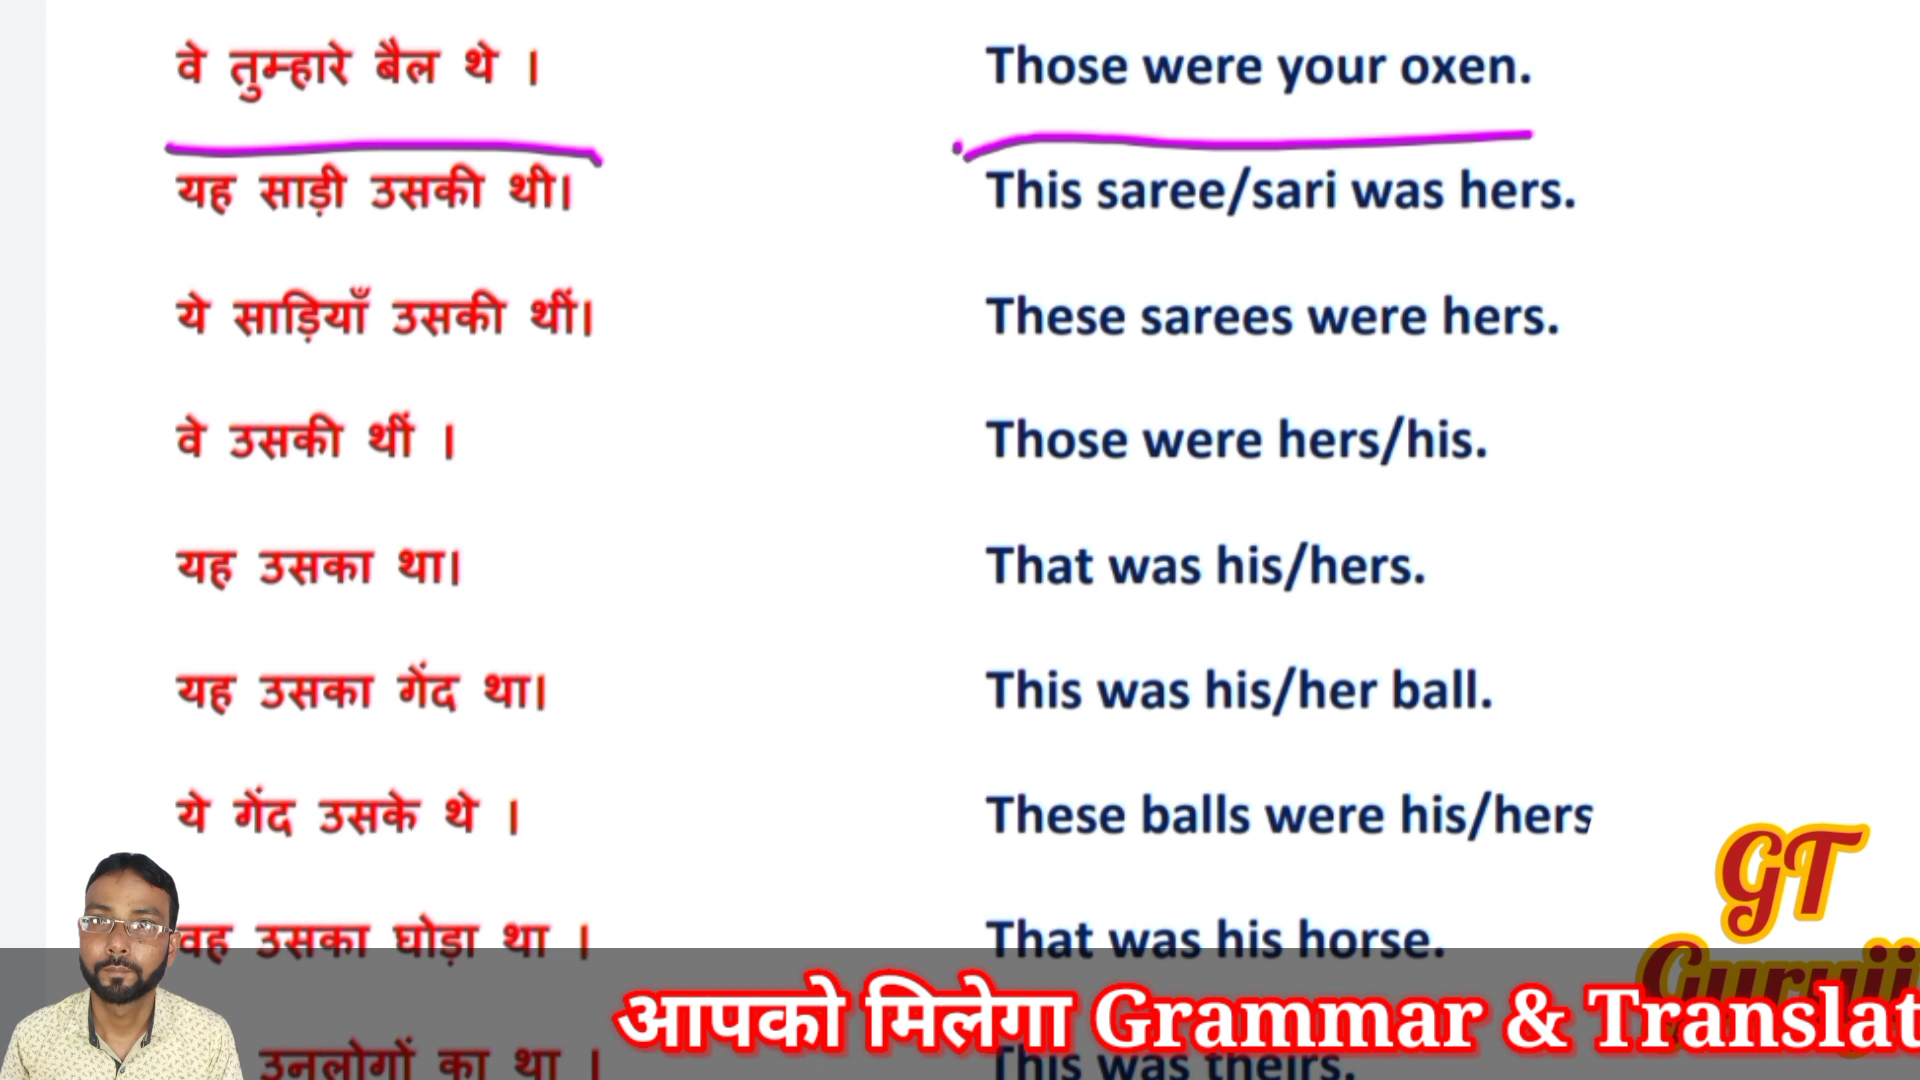 वे तुम्हारे बैल थे । Those were your oxen.
यह साड़ी उसकी थी। This saree/sari was hers.
ये साड़ियाँ उसकी थीं। These sarees were hers.
वे उसकी थीं । Those were hers/his.
यह उसका था। That was his/hers.
यह उसका गेंद था। This was his/her ball.
ये गेंद उसके थे । These balls were his/hers
वह उसका घोड़ा था । That was his horse.
GT
Guruji
आपको मिलेगा Grammar & Translat
उनलोगों का था । This was theirs.